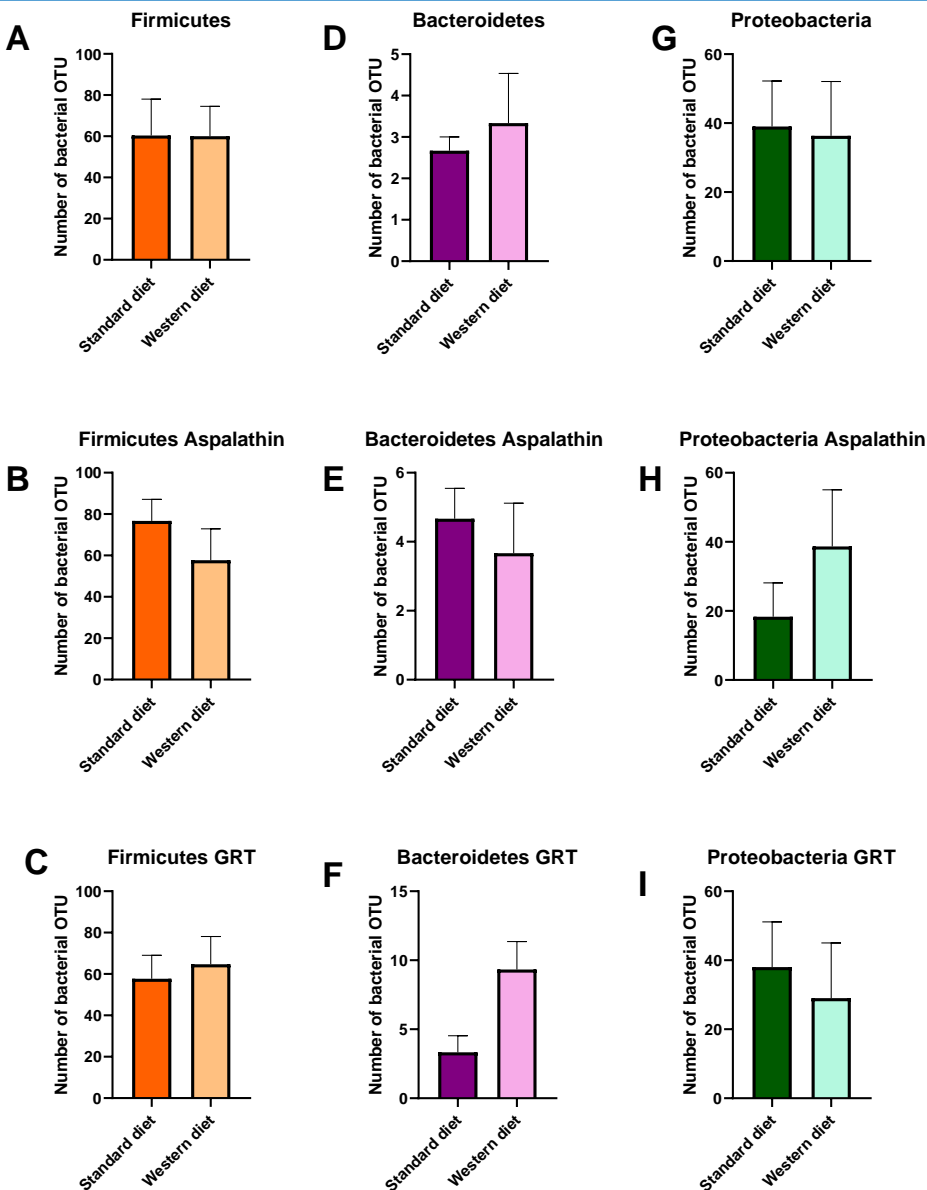 A
Firmicutes
Number of bacterial OTU
100
80
60
40
20
0
Standard diet
Western diet
D
Bacteroidetes
Number of bacterial OTU
5
4
3
2
1
0
Standard diet
Western diet
G
Proteobacteria
Number of bacterial OTU
60
40
20
0
Standard diet
Western diet
B
Firmicutes Aspalathin
Number of bacterial OTU
100
80
60
40
20
0
Standard diet
Western diet
E
Bacteroidetes Aspalathin
Number of bacterial OTU
6
4
2
0
Standard diet
Western diet
H
Proteobacteria Aspalathin
Number of bacterial OTU
60
40
20
0
Standard diet
Western diet
C
Firmicutes GRT
Number of bacterial OTU
100
80
60
40
20
0
Standard diet
Western diet
F
Bacteroidetes GRT
Number of bacterial OTU
15
10
5
0
Standard diet
Western diet
I
Proteobacteria GRT
Number of bacterial OTU
60
40
20
0
Standard diet
Western diet